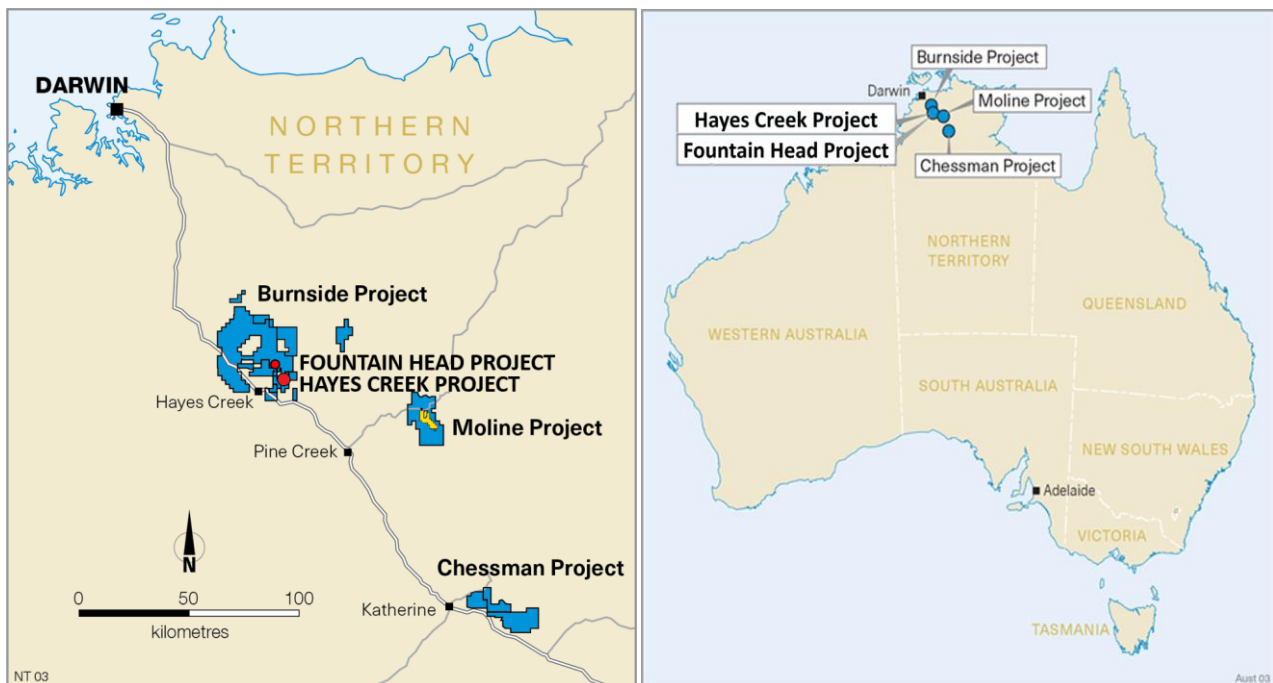 DARWIN
NORTHERN
TERRITORY
Burnside Project
FOUNTAIN HEAD PROJECT
HAYES CREEK PROJECT
Hayes Creek
Moline Project
Pine Creek
N
Chessman Project
Katherine
0 50 100
kilometres
NT 03
Burnside Project
Darwin
Moline Project
Hayes Creek Project
Fountain Head Project
Chessman Project
NORTHERN
TERRITORY
QUEENSLAND
WESTERN AUSTRALIA
SOUTH AUSTRALIA
NEW SOUTH WALES
Adelaide
VICTORIA
TASMANIA
Aust 03